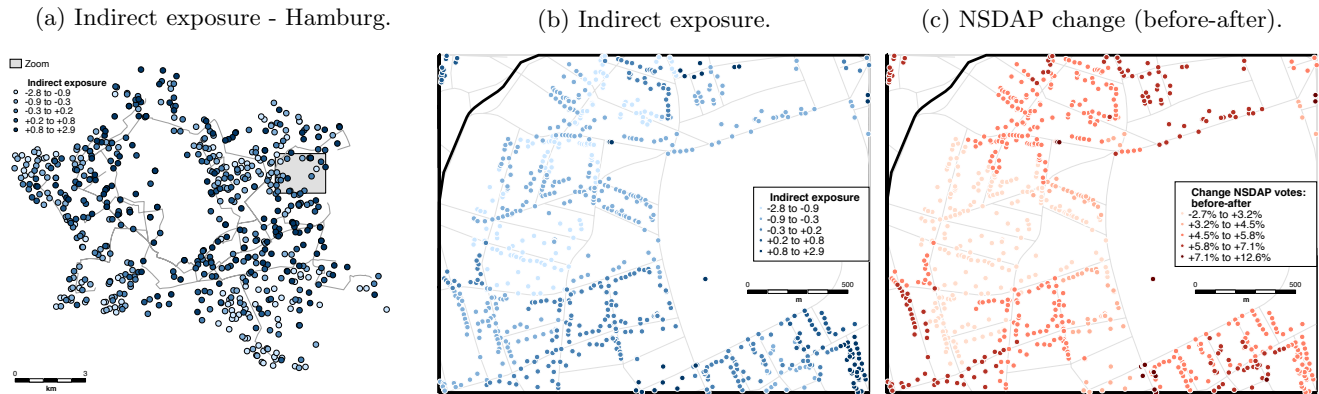 (a) Indirect exposure - Hamburg.
Zoom
Indirect exposure
-2.8 to -0.9
-0.9 to -0.3
-0.3 to +0.2
+0.2 to +0.8
+0.8 to +2.9
0
3
km
(b) Indirect exposure.
Indirect exposure
-2.8 to -0.9
-0.9 to -0.3
-0.3 to +0.2
+0.2 to +0.8
+0.8 to +2.9
0
500
m
(c) NSDAP change (before-after).
Change NSDAP votes:
before-after
-2.7% to +3.2%
+3.2% to +4.5%
+4.5% to +5.8%
+5.8% to +7.1%
+7.1% to +12.6%
0
500
m